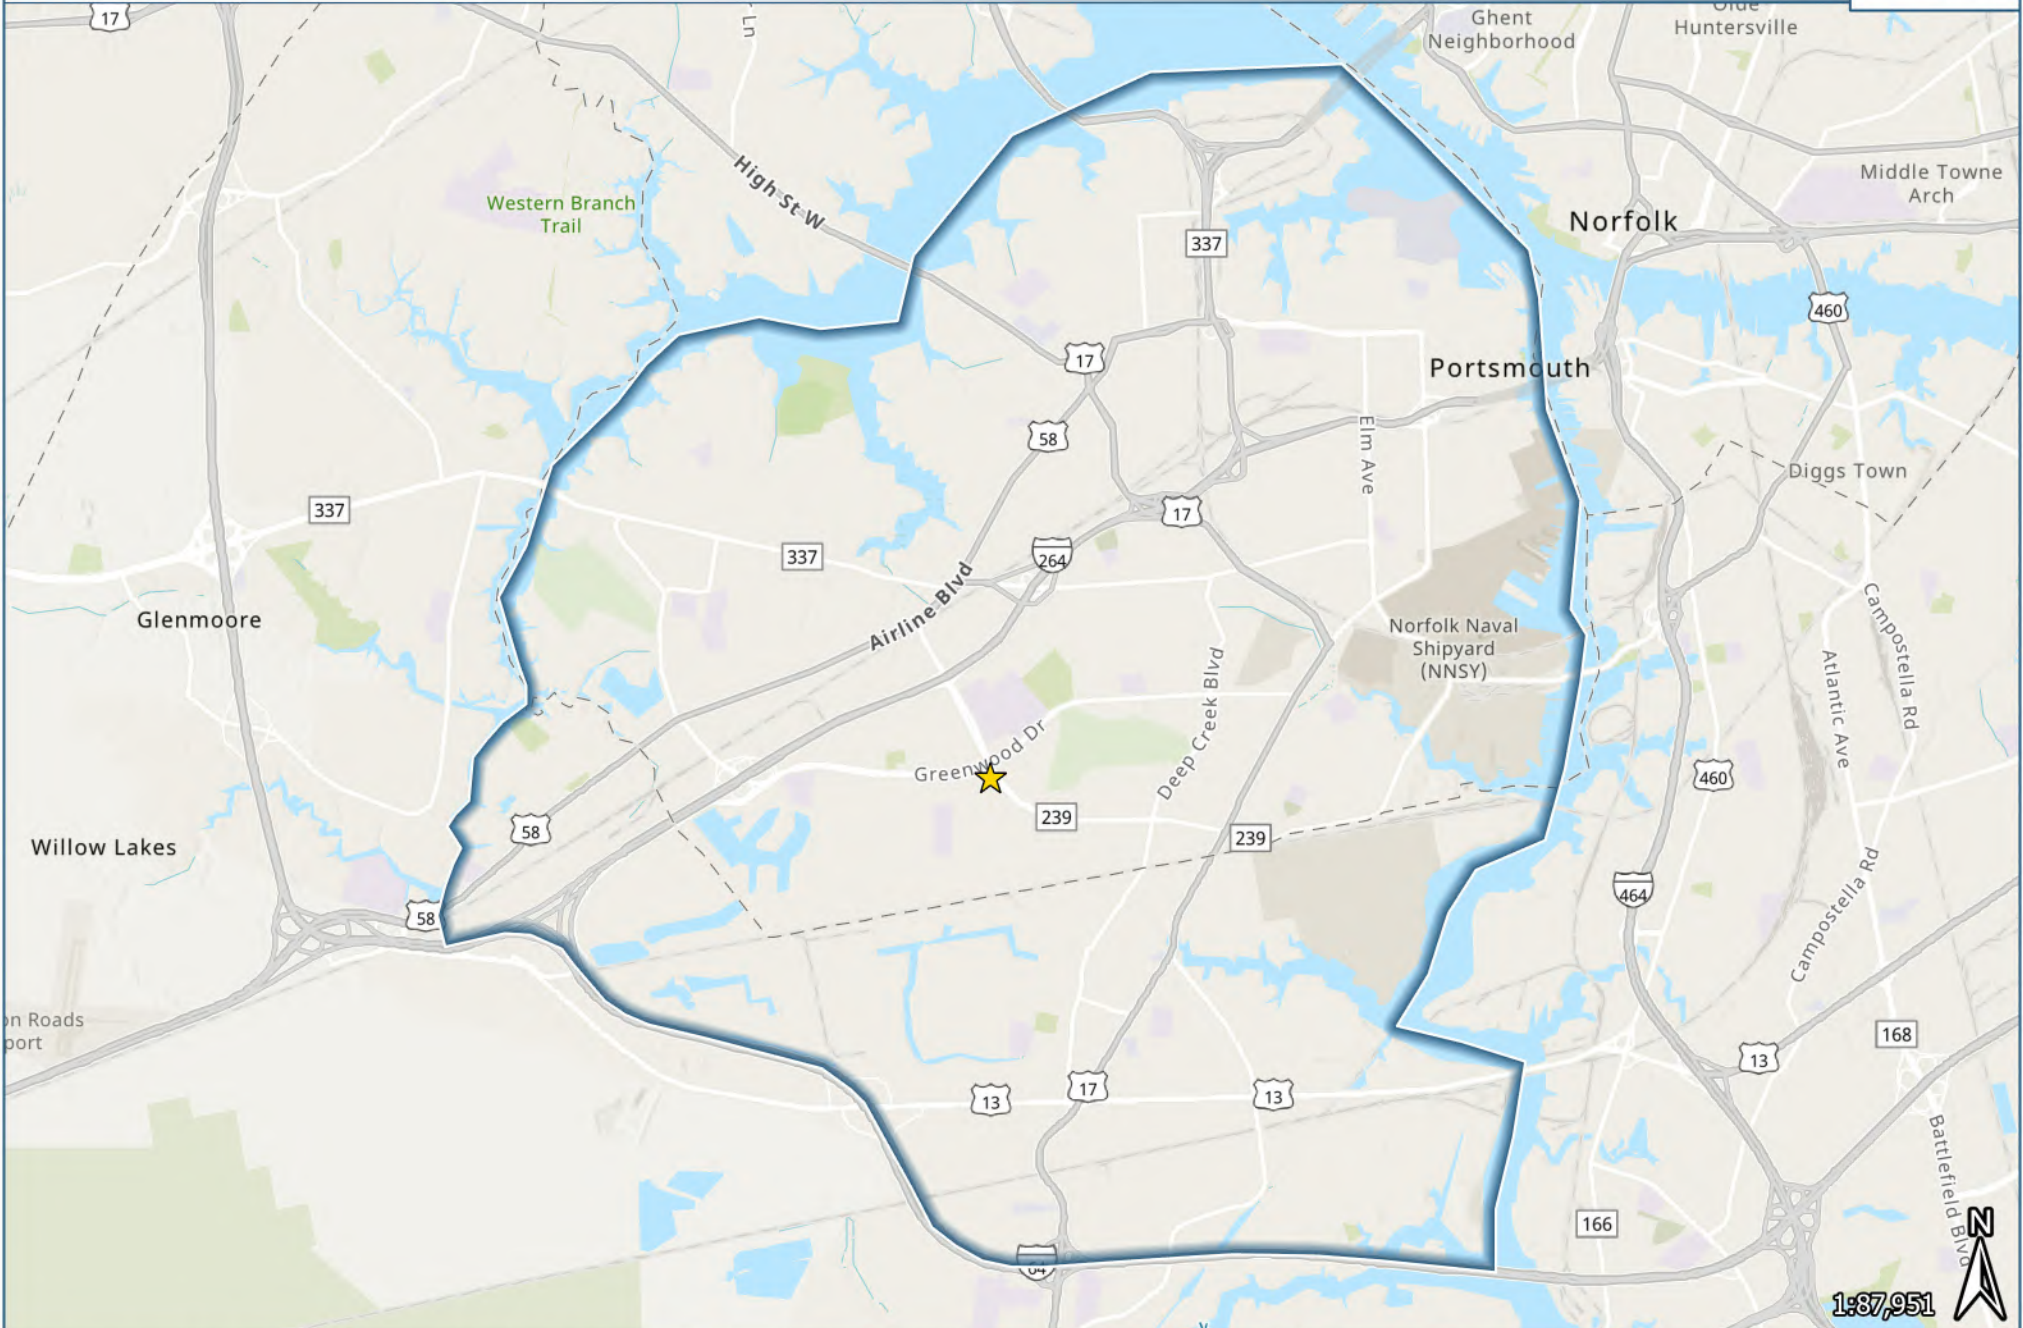 17
Ln
Ghent
Neighborhood
Olde
Huntersville
High St W
Western Branch
Trail
Middle Towne
Arch
Norfolk
337
460
17
Portsmouth
58
Elm Ave
Diggs Town
337
17
337
264
Airline Blvd
Glenmoore
Norfolk Naval
Shipyard
(NNSY)
Campostella Rd
Atlantic Ave
Deep Creek Blvd
Greenwood Dr
460
58
239
239
Willow Lakes
58
464
Campostella Rd
on Roads
port
168
13
13
17
13
Battlefield Blvd
166
64
N
1:87,951